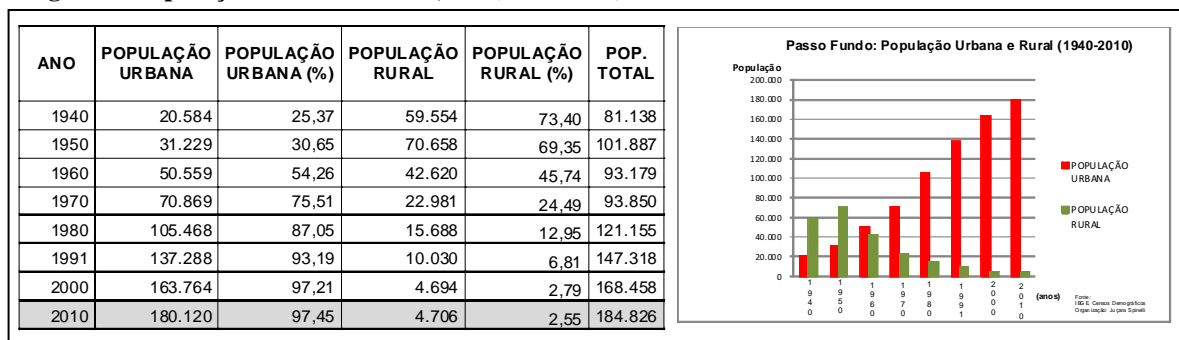 ANO POPULAÇÃO URBANA POPULAÇÃO URBANA (%) POPULAÇÃO RURAL POPULAÇÃO RURAL (%) POP. TOTAL
1940 20.584 25,37 59.554 73,40 81.138
1950 31.229 30,65 70.658 69,35 101.887
1960 50.559 54,26 42.620 45,74 93.179
1970 70.869 75,51 22.981 24,49 93.850
1980 105.468 87,05 15.688 12,95 121.155
1991 137.288 93,19 10.030 6,81 147.318
2000 163.764 97,21 4.694 2,79 168.458
2010 180.120 97,45 4.706 2,55 184.826
Passo Fundo: População Urbana e Rural (1940-2010)
População
200.000
180.000
160.000
140.000
120.000
100.000
80.000
60.000
40.000
20.000
0
1940 1950 1960 1970 1980 1991 2000 2010
(anos)
POPULAÇÃO
URBANA
POPULAÇÃO
RURAL
Fonte:
IBGE, Censos Demográficos
Organização: Juçara Spinelli